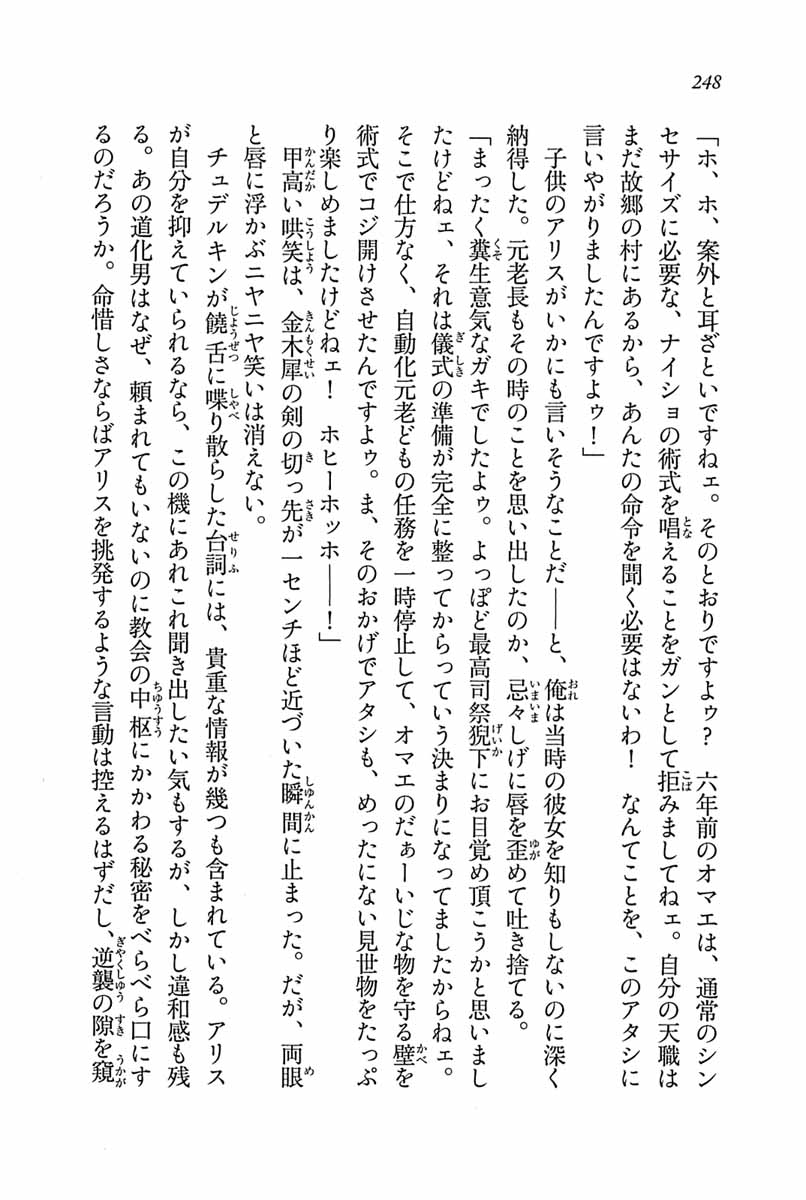 248
「ホ、ホ、案外と耳ざといですねェ。そのとおりですよゥ? 六年前のオマエは、通常のシン
セサイズに必要な、ナイショの術式を唱えることをガンとして拒みましてねェ。自分の天職は
まだ故郷の村にあるから、あんたの命令を聞く必要はないわ! なんてことを、このアタシに
言いやがりましたんですよゥ!」
子供のアリスがいかにも言いそうなことだ――と、俺は当時の彼女を知りもしないのに深く
納得した。元老長もその時のことを思い出したのか、忌々しげに唇を歪めて吐き捨てる。
「まったく糞生意気なガキでしたよゥ。よっぽど最高司祭猊下にお目覚め頂こうかと思いまし
たけどねェ、それは儀式の準備が完全に整ってからっていう決まりになってましたからねェ。
そこで仕方なく、自動化元老どもの任務を一時停止して、オマエのだぁーいじな物を守る壁を
術式でコジ開けさせたんですよゥ。ま、そのおかげでアタシも、めったにない見世物をたっぷ
り楽しめましたけどねェ! ホヒーホッホ――!」
甲高い哄笑は、金木犀の剣の切っ先が一センチほど近づいた瞬間に止まった。だが、両眼
と唇に浮かぶニヤニヤ笑いは消えない。
チュデルキンが饒舌に喋り散らした台詞には、貴重な情報が幾つも含まれている。アリス
が自分を抑えていられるなら、この機にあれこれ聞き出したい気もするが、しかし違和感も残
る。あの道化男はなぜ、頼まれてもいないのに教会の中枢にかかわる秘密をべらべら口にす
るのだろうか。命惜しさならばアリスを挑発するような言動は控えるはずだし、逆襲の隙を窺